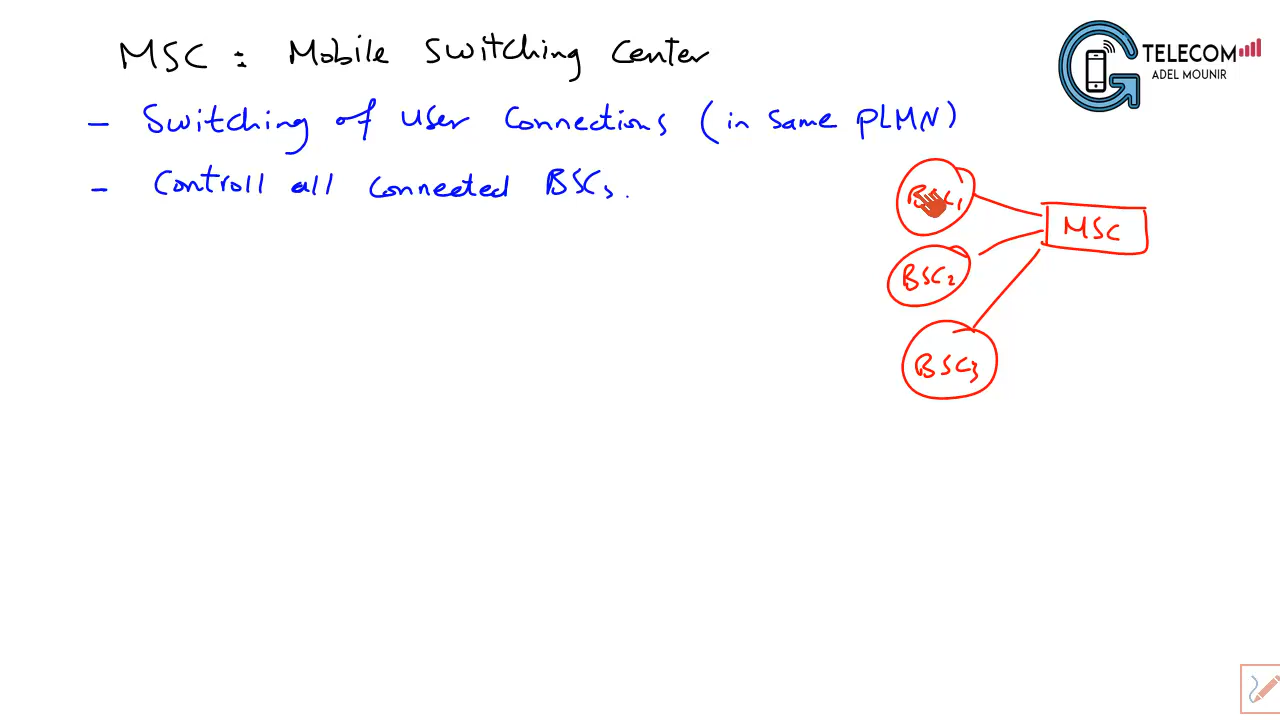 MSC : Mobile Switching Center
TELECOM
ADEL MOUNIR
- Switching of user connections (in same PLMN)
- Controll all connected BSCs.
BSC1
MSC
BSC2
BSC3